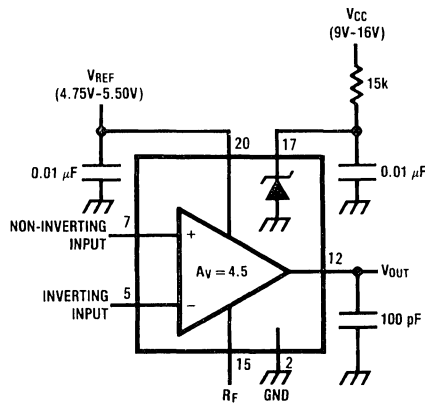 VCC
(9V–16V)
VREF
(4.75V–5.50V)
15k
20
17
0.01 μF
0.01 μF
NON-INVERTING
INPUT
7
+
AV = 4.5
12
VOUT
INVERTING
INPUT
5
−
100 pF
15
2
RF
GND